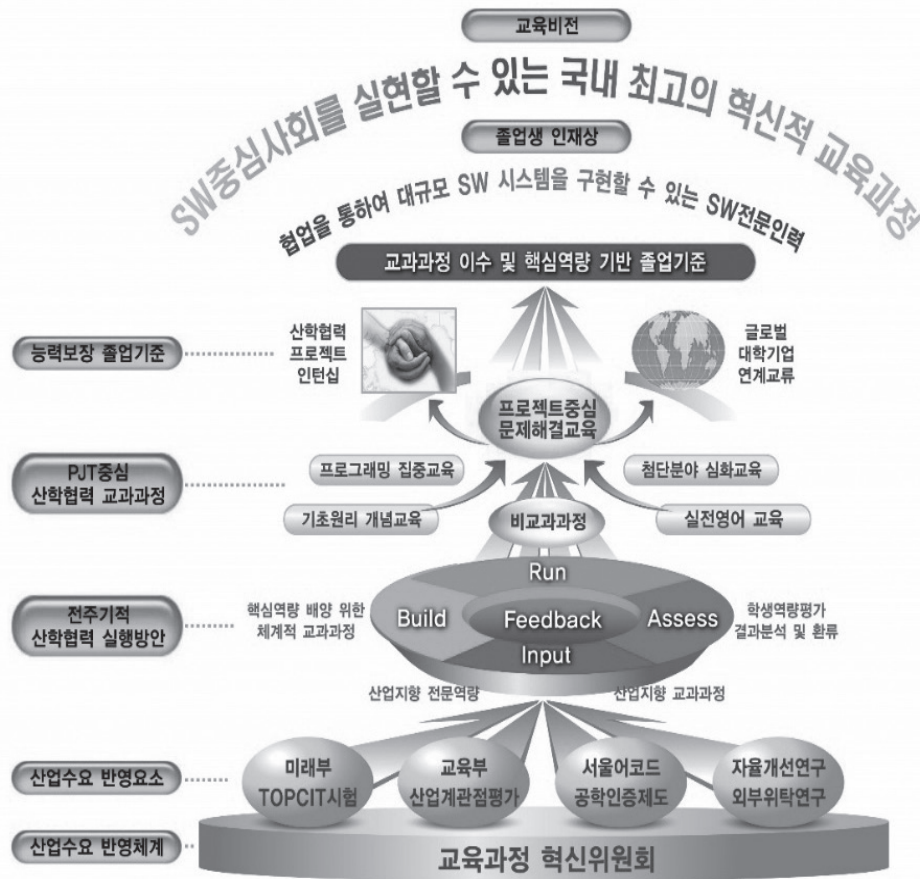 교육비전
SW중심사회를 실현할 수 있는 국내 최고의 혁신적 교육과정
졸업생 인재상
협업을 통하여 대규모 SW 시스템을 구현할 수 있는 SW전문인력
교과과정 이수 및 핵심역량 기반 졸업기준
능력보장 졸업기준
산학협력
프로젝트
인턴십
글로벌
대학기업
연계교류
프로젝트중심
문제해결교육
PJT중심
산학협력 교과과정
프로그래밍 집중교육
첨단분야 심화교육
기초원리 개념교육
비교과과정
실전영어 교육
전주기적
산학협력 실행방안
핵심역량 배양 위한
체계적 교과과정
Run
Build
Feedback
Assess
Input
학생역량평가
결과분석 및 환류
산업지향 전문역량
산업지향 교과과정
산업수요 반영요소
미래부
TOPCIT시험
교육부
산업계관점평가
서울어코드
공학인증제도
자율개선연구
외부위탁연구
산업수요 반영체계
교육과정 혁신위원회